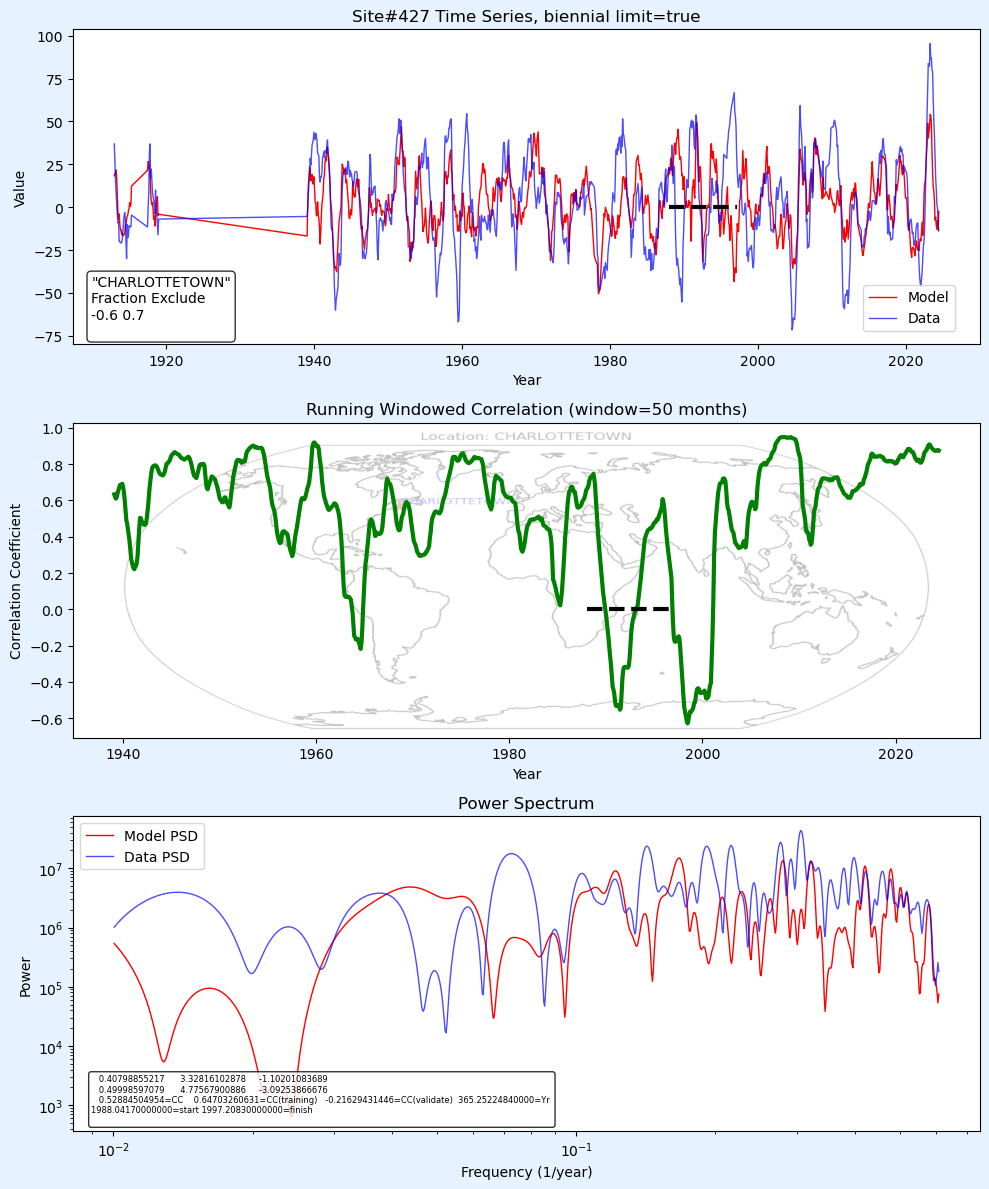 Site#427 Time Series, biennial limit=true
Value
100
75
50
25
0
−25
−50
−75
"CHARLOTTETOWN"
Fraction Exclude
-0.6 0.7
Model
Data
1920 1940 1960 1980 2000 2020
Year
Running Windowed Correlation (window=50 months)
Correlation Coefficient
1.0
0.8
0.6
0.4
0.2
0.0
−0.2
−0.4
−0.6
Location: CHARLOTTETOWN
CHARLOTTETOWN
1940 1960 1980 2000 2020
Year
Power Spectrum
Power
10^7
10^6
10^5
10^4
10^3
Model PSD
Data PSD
0.40798855217 3.32816102878 -1.10201083689
0.49998597079 4.77567900886 -3.09253866676
0.52884504954=CC 0.64703260631=CC(training) -0.21629431446=CC(validate) 365.25224840000=Yr
1988.04170000000=start 1997.20830000000=finish
10^−2 10^−1
Frequency (1/year)